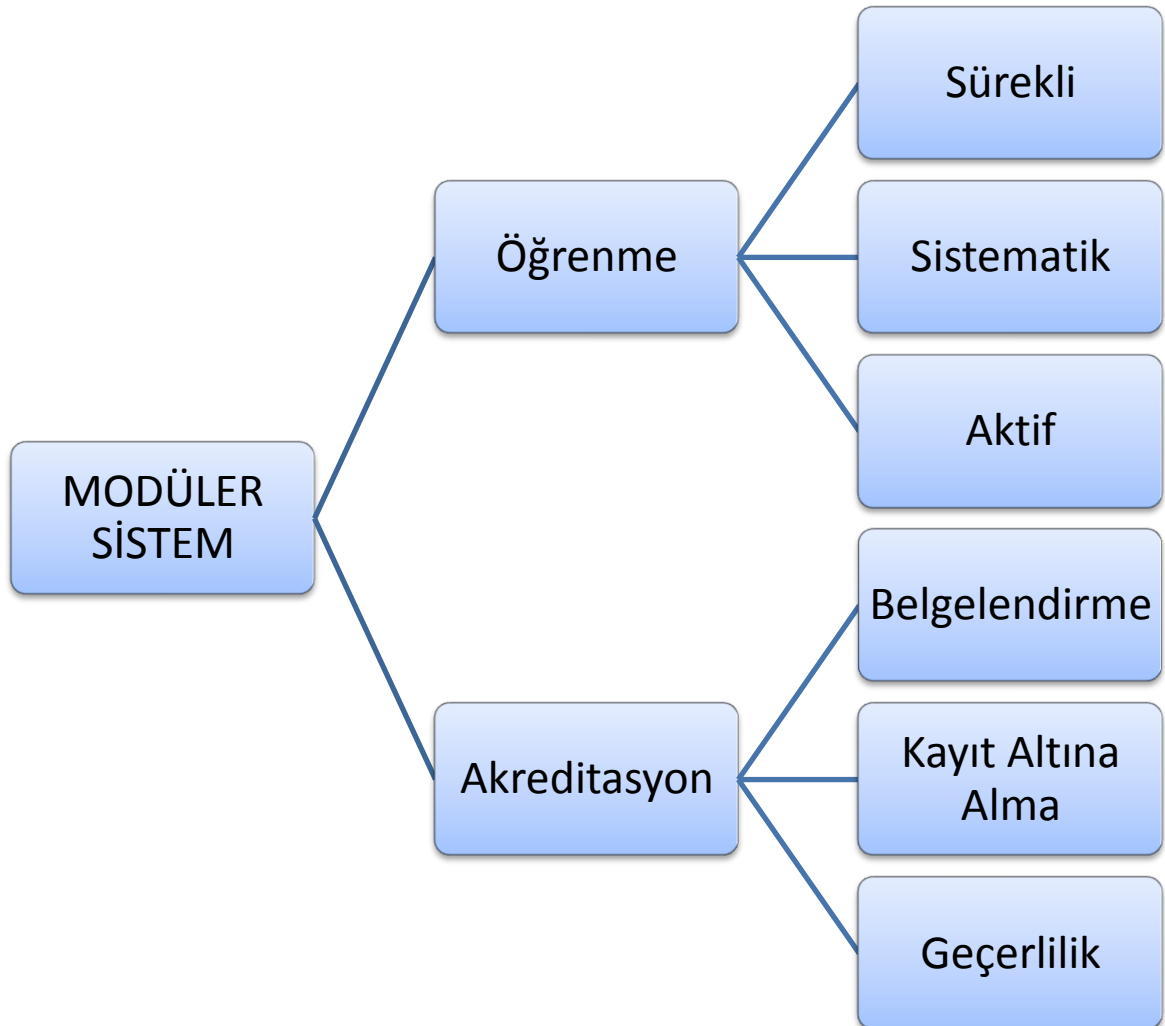 MODÜLER
SİSTEM
Öğrenme
Sürekli
Sistematik
Aktif
Akreditasyon
Belgelendirme
Kayıt Altına
Alma
Geçerlilik